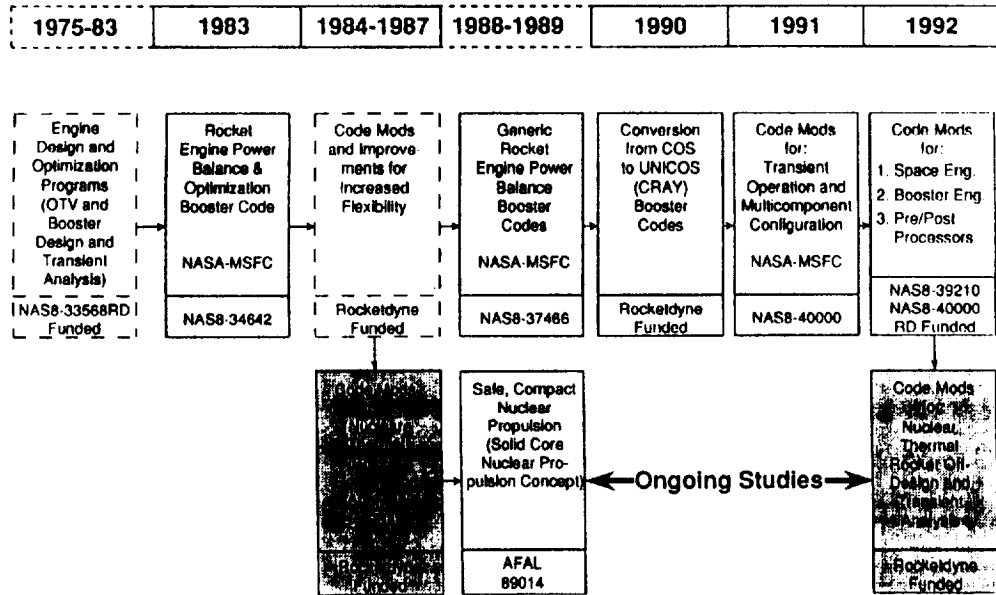 1975-83
1983
1984-1987
1988-1989
1990
1991
1992
Engine
Design and
Optimization
Programs
(OTV and
Booster
Design and
Transient
Analysis)
NAS8-33568RD
Funded
Rocket
Engine Power
Balance &
Optimization
Booster Code
NASA-MSFC
NAS8-34642
Code Mods
and Improve-
ments for
Increased
Flexibility
Rocketdyne
Funded
Generic
Rocket
Engine Power
Balance
Booster
Codes
NASA-MSFC
NAS8-37466
Conversion
from COS
to UNICOS
(CRAY)
Booster
Codes
Rocketdyne
Funded
Code Mods
for:
Transient
Operation and
Multicomponent
Configuration
NASA-MSFC
NAS8-40000
Code Mods
for:
1. Space Eng.
2. Booster Eng.
3. Pre/Post
Processors
NAS8-39210
NAS8-40000
RD Funded
Code Mods
Funded
Safe, Compact
Nuclear
Propulsion
(Solid Core
Nuclear Pro-
pulsion Concept)
AFAL
89014
Ongoing Studies
Code Mods
Nuclear
Thermal
Rocket Off-
Design and
Transient
Analysis
Rocketdyne
Funded